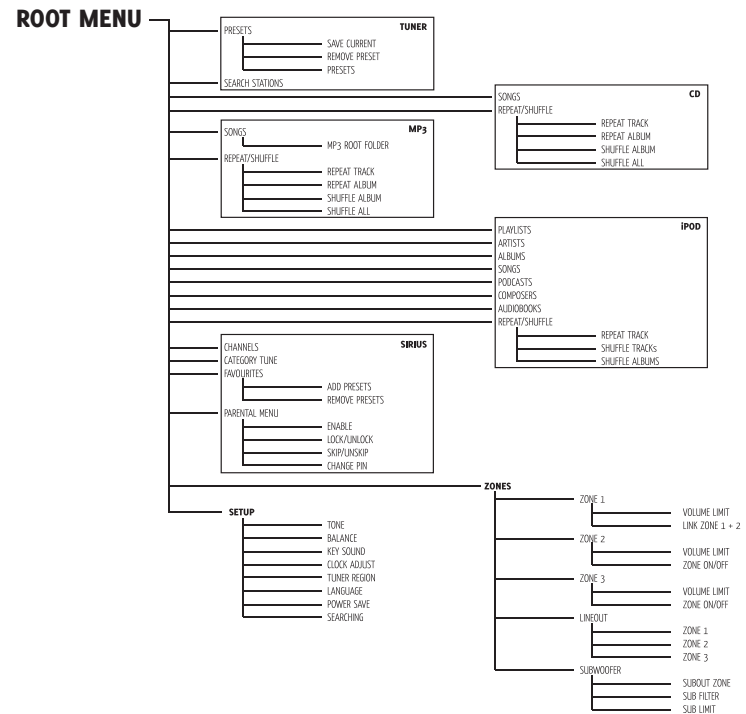 ROOT MENU
TUNER
PRESETS
SAVE CURRENT
REMOVE PRESET
PRESETS
SEARCH STATIONS
CD
SONGS
REPEAT/SHUFFLE
REPEAT TRACK
REPEAT ALBUM
SHUFFLE ALBUM
SHUFFLE ALL
MP3
SONGS
MP3 ROOT FOLDER
REPEAT/SHUFFLE
REPEAT TRACK
REPEAT ALBUM
SHUFFLE ALBUM
SHUFFLE ALL
iPOD
PLAYLISTS
ARTISTS
ALBUMS
SONGS
PODCASTS
COMPOSERS
AUDIOBOOKS
REPEAT/SHUFFLE
REPEAT TRACK
SHUFFLE TRACKs
SHUFFLE ALBUMS
SIRIUS
CHANNELS
CATEGORY TUNE
FAVOURITES
ADD PRESETS
REMOVE PRESETS
PARENTAL MENU
ENABLE
LOCK/UNLOCK
SKIP/UNSKIP
CHANGE PIN
SETUP
TONE
BALANCE
KEY SOUND
CLOCK ADJUST
TUNER REGION
LANGUAGE
POWER SAVE
SEARCHING
ZONES
ZONE 1
VOLUME LIMIT
LINK ZONE 1 + 2
ZONE 2
VOLUME LIMIT
ZONE ON/OFF
ZONE 3
VOLUME LIMIT
ZONE ON/OFF
LINEOUT
ZONE 1
ZONE 2
ZONE 3
SUBWOOFER
SUBOUT ZONE
SUB FILTER
SUB LIMIT